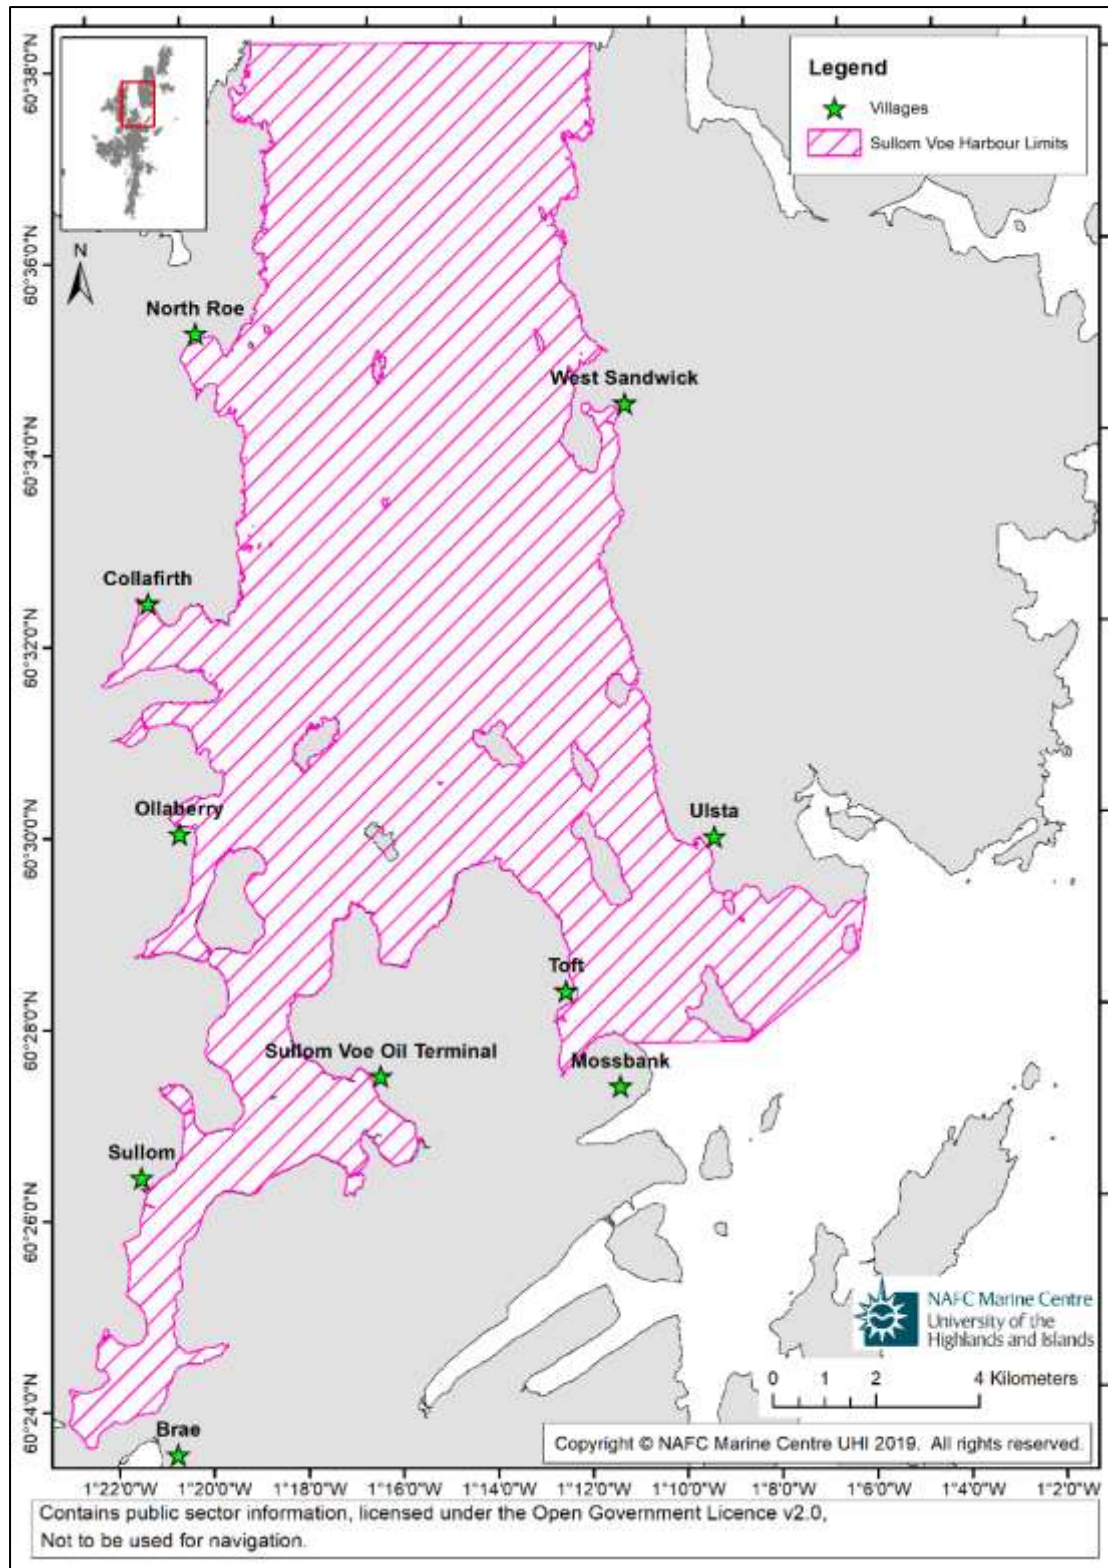 Legend
Villages
Sullom Voe Harbour Limits
N
60°38'0"N
60°36'0"N
60°34'0"N
60°32'0"N
60°30'0"N
60°28'0"N
60°26'0"N
60°24'0"N
North Roe
West Sandwick
Collafirth
Ollaberry
Ulsta
Toft
Sullom Voe Oil Terminal
Mossbank
Sullom
Brae
NAFC Marine Centre
University of the
Highlands and Islands
0 1 2 4 Kilometers
Copyright © NAFC Marine Centre UHI 2019. All rights reserved.
1°22'0"W 1°20'0"W 1°18'0"W 1°16'0"W 1°14'0"W 1°12'0"W 1°10'0"W 1°8'0"W 1°6'0"W 1°4'0"W 1°2'0"W
Contains public sector information, licensed under the Open Government Licence v2.0,
Not to be used for navigation.